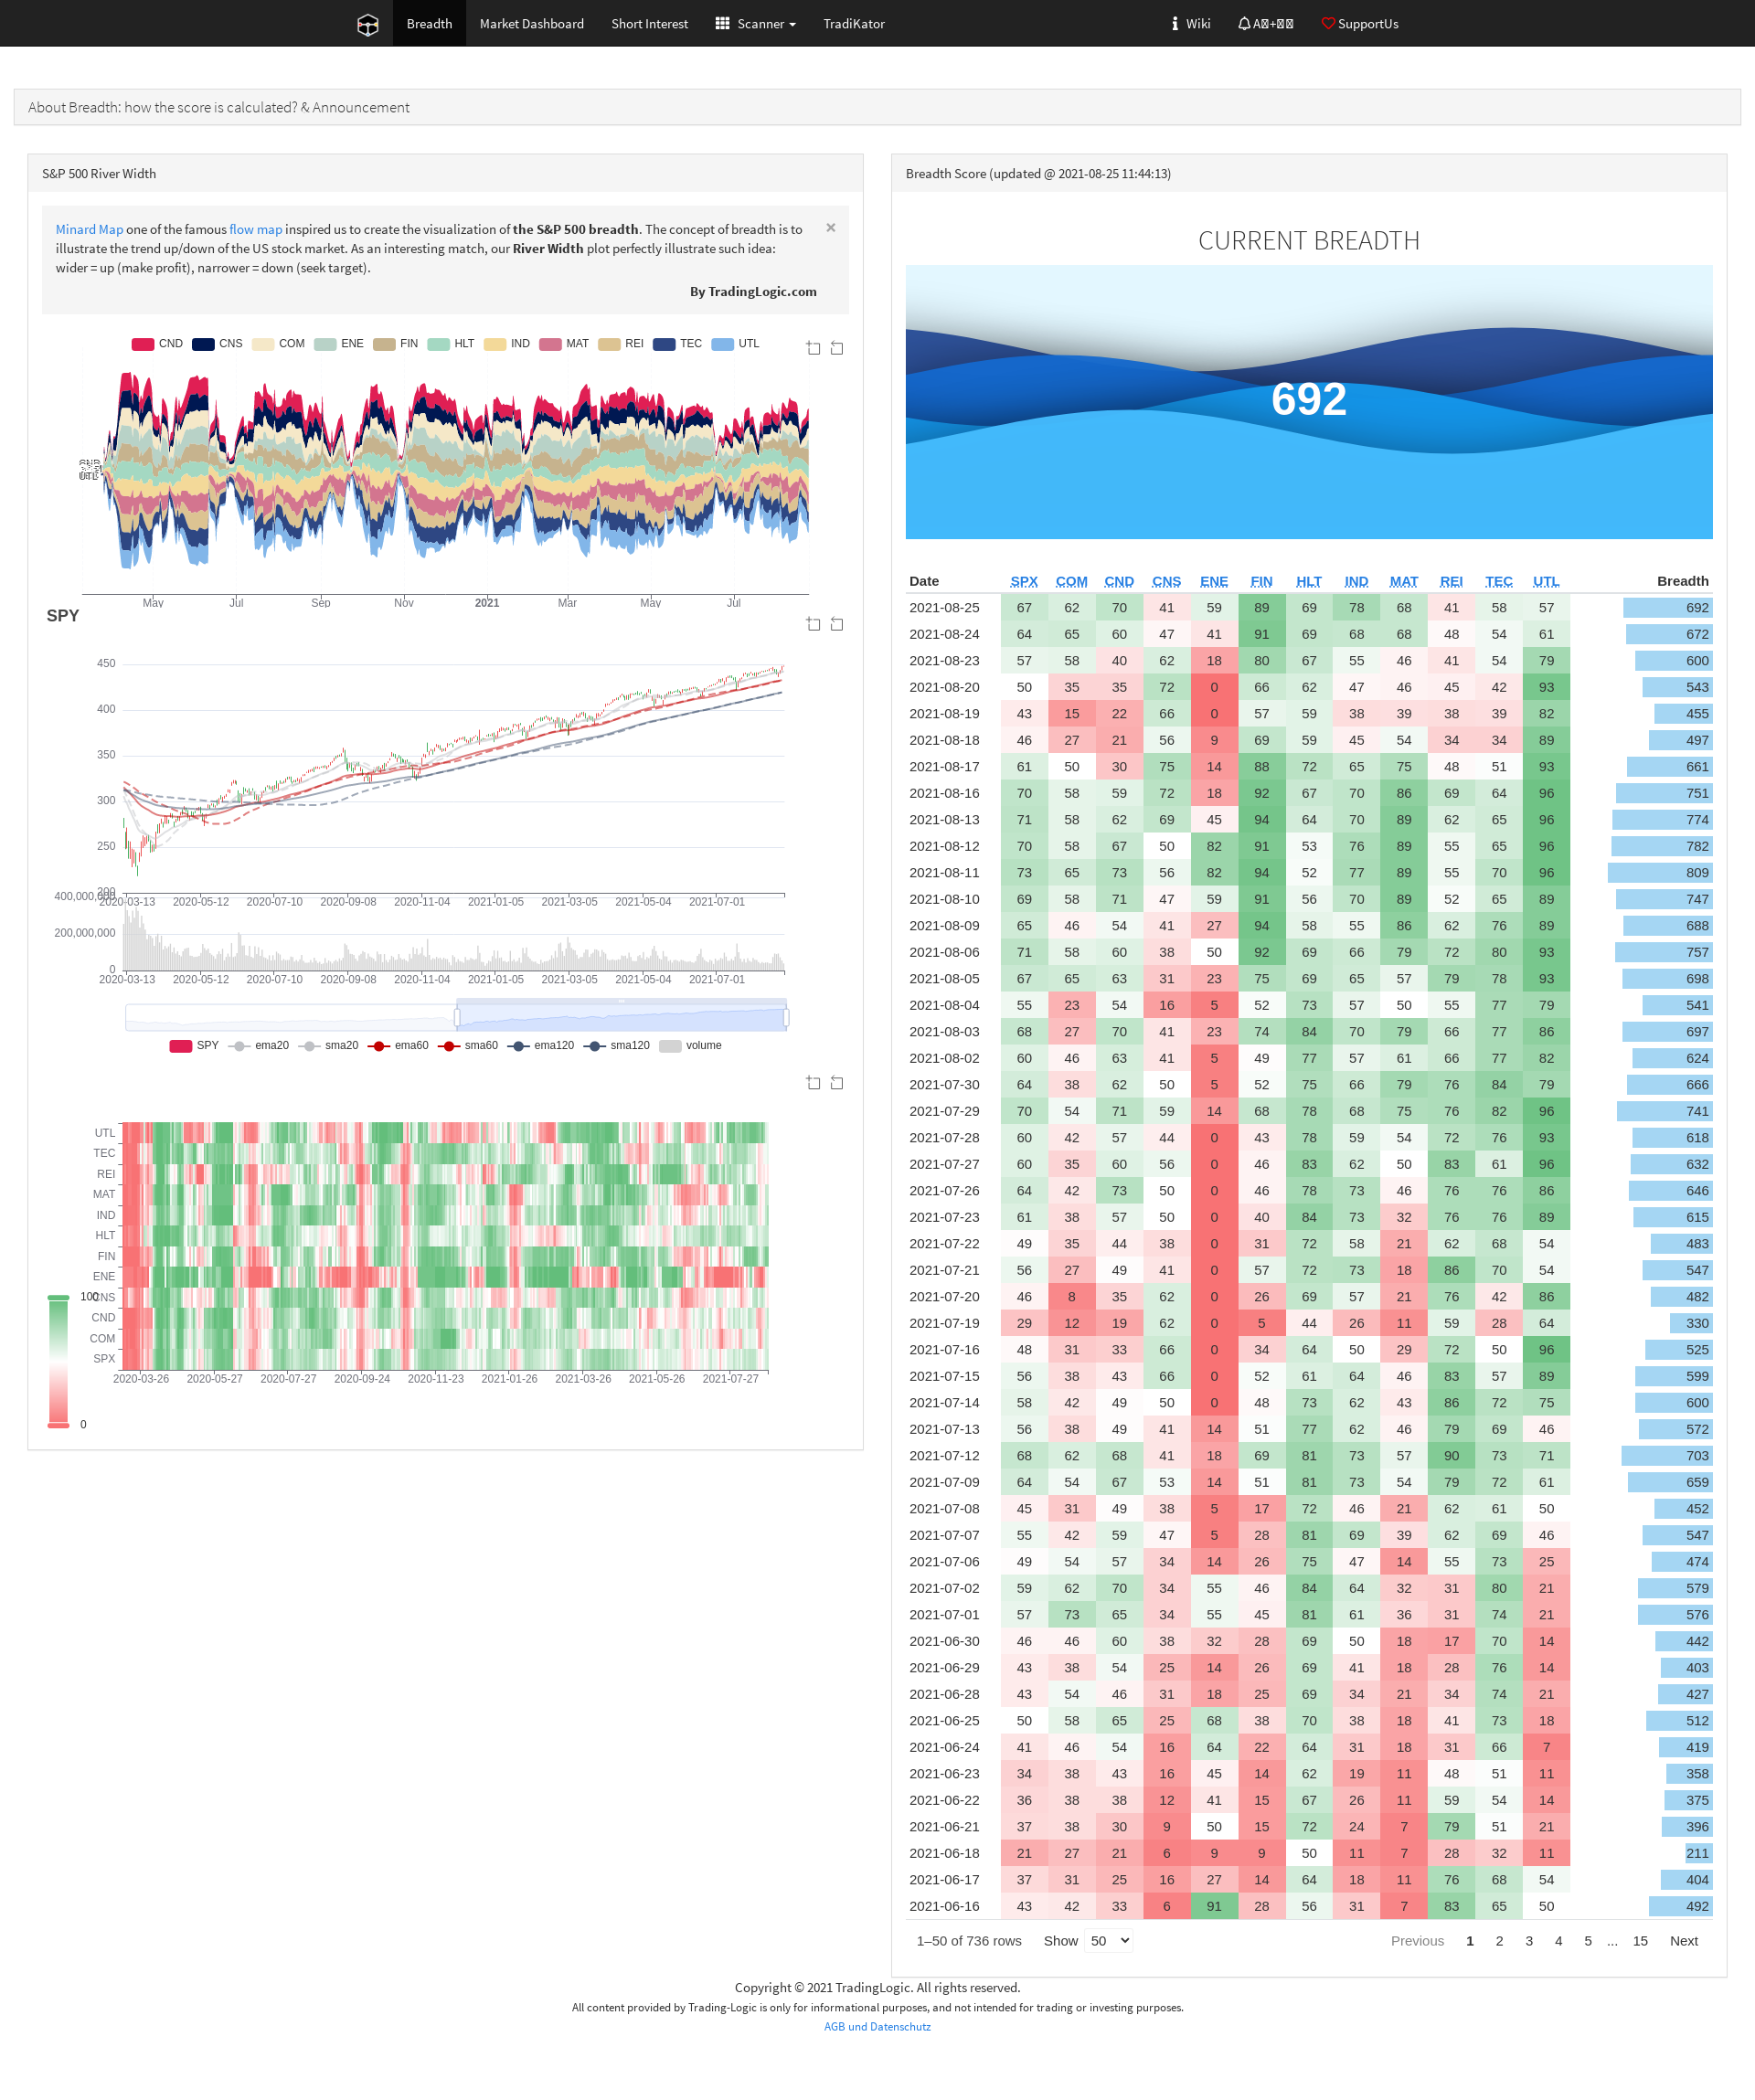 Breadth Market Dashboard Short Interest Scanner TradiKator Wiki SupportUs
About Breadth: how the score is calculated? & Announcement
S&P 500 River Width
Minard Map one of the famous flow map inspired us to create the visualization of the S&P 500 breadth. The concept of breadth is to
illustrate the trend up/down of the US stock market. As an interesting match, our River Width plot perfectly illustrate such idea:
wider = up (make profit), narrower = down (seek target).
×
By TradingLogic.com
CND CNS COM ENE FIN HLT IND MAT REI TEC UTL
UTL
May Jul Sep Nov 2021 Mar May Jul
SPY
450
400
350
300
250
200
2020-03-13 2020-05-12 2020-07-10 2020-09-08 2020-11-04 2021-01-05 2021-03-05 2021-05-04 2021-07-01
400,000,000
200,000,000
0
2020-03-13 2020-05-12 2020-07-10 2020-09-08 2020-11-04 2021-01-05 2021-03-05 2021-05-04 2021-07-01
SPY ema20 sma20 ema60 sma60 ema120 sma120 volume
UTL
TEC
REI
MAT
IND
HLT
FIN
ENE
CNS
CND
COM
SPX
2020-03-26 2020-05-27 2020-07-27 2020-09-24 2020-11-23 2021-01-26 2021-03-26 2021-05-26 2021-07-27
100
0
Breadth Score (updated @ 2021-08-25 11:44:13)
CURRENT BREADTH
692
Date SPX COM CND CNS ENE FIN HLT IND MAT REI TEC UTL Breadth
2021-08-25 67 62 70 41 59 89 69 78 68 41 58 57 692
2021-08-24 64 65 60 47 41 91 69 68 68 48 54 61 672
2021-08-23 57 58 40 62 18 80 67 55 46 41 54 79 600
2021-08-20 50 35 35 72 0 66 62 47 46 45 42 93 543
2021-08-19 43 15 22 66 0 57 59 38 39 38 39 82 455
2021-08-18 46 27 21 56 9 69 59 45 54 34 34 89 497
2021-08-17 61 50 30 75 14 88 72 65 75 48 51 93 661
2021-08-16 70 58 59 72 18 92 67 70 86 69 64 96 751
2021-08-13 71 58 62 69 45 94 64 70 89 62 65 96 774
2021-08-12 70 58 67 50 82 91 53 76 89 55 65 96 782
2021-08-11 73 65 73 56 82 94 52 77 89 55 70 96 809
2021-08-10 69 58 71 47 59 91 56 70 89 52 65 89 747
2021-08-09 65 46 54 41 27 94 58 55 86 62 76 89 688
2021-08-06 71 58 60 38 50 92 69 66 79 72 80 93 757
2021-08-05 67 65 63 31 23 75 69 65 57 79 78 93 698
2021-08-04 55 23 54 16 5 52 73 57 50 55 77 79 541
2021-08-03 68 27 70 41 23 74 84 70 79 66 77 86 697
2021-08-02 60 46 63 41 5 49 77 57 61 66 77 82 624
2021-07-30 64 38 62 50 5 52 75 66 79 76 84 79 666
2021-07-29 70 54 71 59 14 68 78 68 75 76 82 96 741
2021-07-28 60 42 57 44 0 43 78 59 54 72 76 93 618
2021-07-27 60 35 60 56 0 46 83 62 50 83 61 96 632
2021-07-26 64 42 73 50 0 46 78 73 46 76 76 86 646
2021-07-23 61 38 57 50 0 40 84 73 32 76 76 89 615
2021-07-22 49 35 44 38 0 31 72 58 21 62 68 54 483
2021-07-21 56 27 49 41 0 57 72 73 18 86 70 54 547
2021-07-20 46 8 35 62 0 26 69 57 21 76 42 86 482
2021-07-19 29 12 19 62 0 5 44 26 11 59 28 64 330
2021-07-16 48 31 33 66 0 34 64 50 29 72 50 96 525
2021-07-15 56 38 43 66 0 52 61 64 46 83 57 89 599
2021-07-14 58 42 49 50 0 48 73 62 43 86 72 75 600
2021-07-13 56 38 49 41 14 51 77 62 46 79 69 46 572
2021-07-12 68 62 68 41 18 69 81 73 57 90 73 71 703
2021-07-09 64 54 67 53 14 51 81 73 54 79 72 61 659
2021-07-08 45 31 49 38 5 17 72 46 21 62 61 50 452
2021-07-07 55 42 59 47 5 28 81 69 39 62 69 46 547
2021-07-06 49 54 57 34 14 26 75 47 14 55 73 25 474
2021-07-02 59 62 70 34 55 46 84 64 32 31 80 21 579
2021-07-01 57 73 65 34 55 45 81 61 36 31 74 21 576
2021-06-30 46 46 60 38 32 28 69 50 18 17 70 14 442
2021-06-29 43 38 54 25 14 26 69 41 18 28 76 14 403
2021-06-28 43 54 46 31 18 25 69 34 21 34 74 21 427
2021-06-25 50 58 65 25 68 38 70 38 18 41 73 18 512
2021-06-24 41 46 54 16 64 22 64 31 18 31 66 7 419
2021-06-23 34 38 43 16 45 14 62 19 11 48 51 11 358
2021-06-22 36 38 38 12 41 15 67 26 11 59 54 14 375
2021-06-21 37 38 30 9 50 15 72 24 7 79 51 21 396
2021-06-18 21 27 21 6 9 9 50 11 7 28 32 11 211
2021-06-17 37 31 25 16 27 14 64 18 11 76 68 54 404
2021-06-16 43 42 33 6 91 28 56 31 7 83 65 50 492
1–50 of 736 rows Show 50 Previous 1 2 3 4 5 ... 15 Next
Copyright © 2021 TradingLogic. All rights reserved.
All content provided by Trading-Logic is only for informational purposes, and not intended for trading or investing purposes.
AGB und Datenschutz